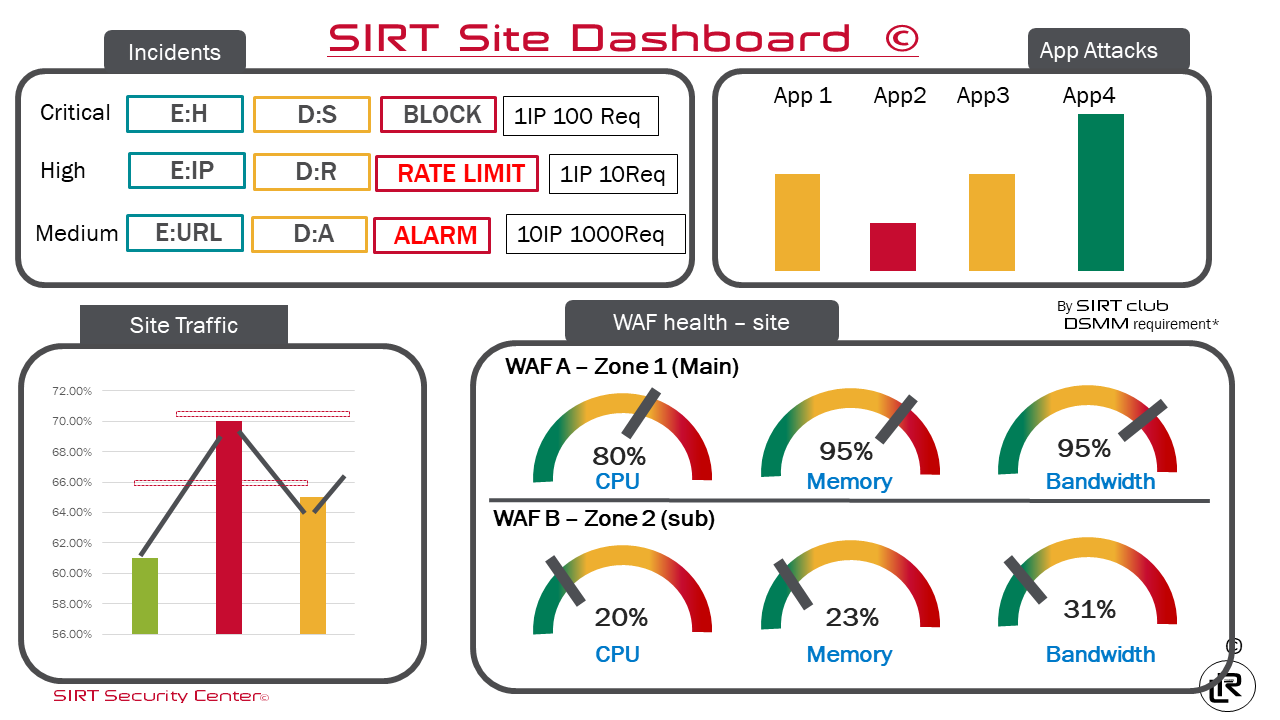 SIRT Site Dashboard ©
Incidents
Critical E:H D:S BLOCK 1IP 100 Req
High E:IP D:R RATE LIMIT 1IP 10Req
Medium E:URL D:A ALARM 10IP 1000Req
App Attacks
App 1 App2 App3 App4
By SIRT club
DSMM requirement*
Site Traffic
72.00%
70.00%
68.00%
66.00%
64.00%
62.00%
60.00%
58.00%
56.00%
SIRT Security Center©
WAF health – site
WAF A – Zone 1 (Main)
80% 95% 95%
CPU Memory Bandwidth
WAF B – Zone 2 (sub)
20% 23% 31%
CPU Memory Bandwidth
©